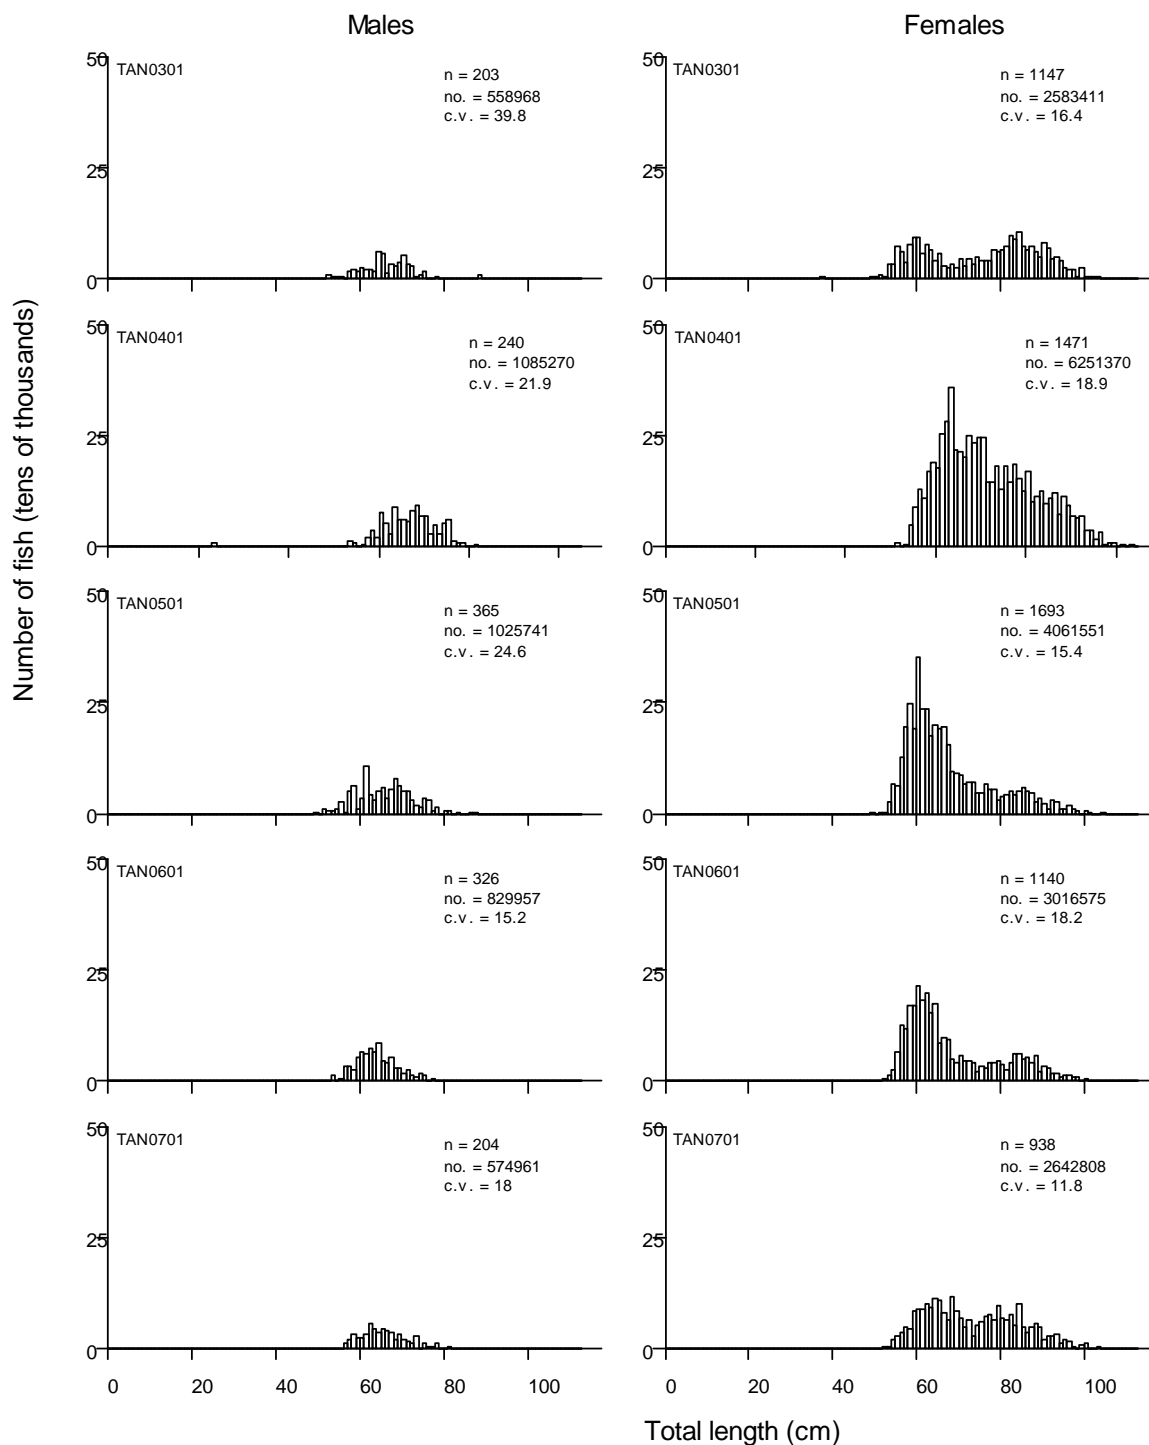 Males
Females
Number of fish (tens of thousands)
50
25
0
TAN0301
n = 203
no. = 558968
c.v. = 39.8
50
25
0
TAN0301
n = 1147
no. = 2583411
c.v. = 16.4
50
25
0
TAN0401
n = 240
no. = 1085270
c.v. = 21.9
50
25
0
TAN0401
n = 1471
no. = 6251370
c.v. = 18.9
50
25
0
TAN0501
n = 365
no. = 1025741
c.v. = 24.6
50
25
0
TAN0501
n = 1693
no. = 4061551
c.v. = 15.4
50
25
0
TAN0601
n = 326
no. = 829957
c.v. = 15.2
50
25
0
TAN0601
n = 1140
no. = 3016575
c.v. = 18.2
50
25
0
TAN0701
n = 204
no. = 574961
c.v. = 18
50
25
0
TAN0701
n = 938
no. = 2642808
c.v. = 11.8
0 20 40 60 80 100
0 20 40 60 80 100
Total length (cm)